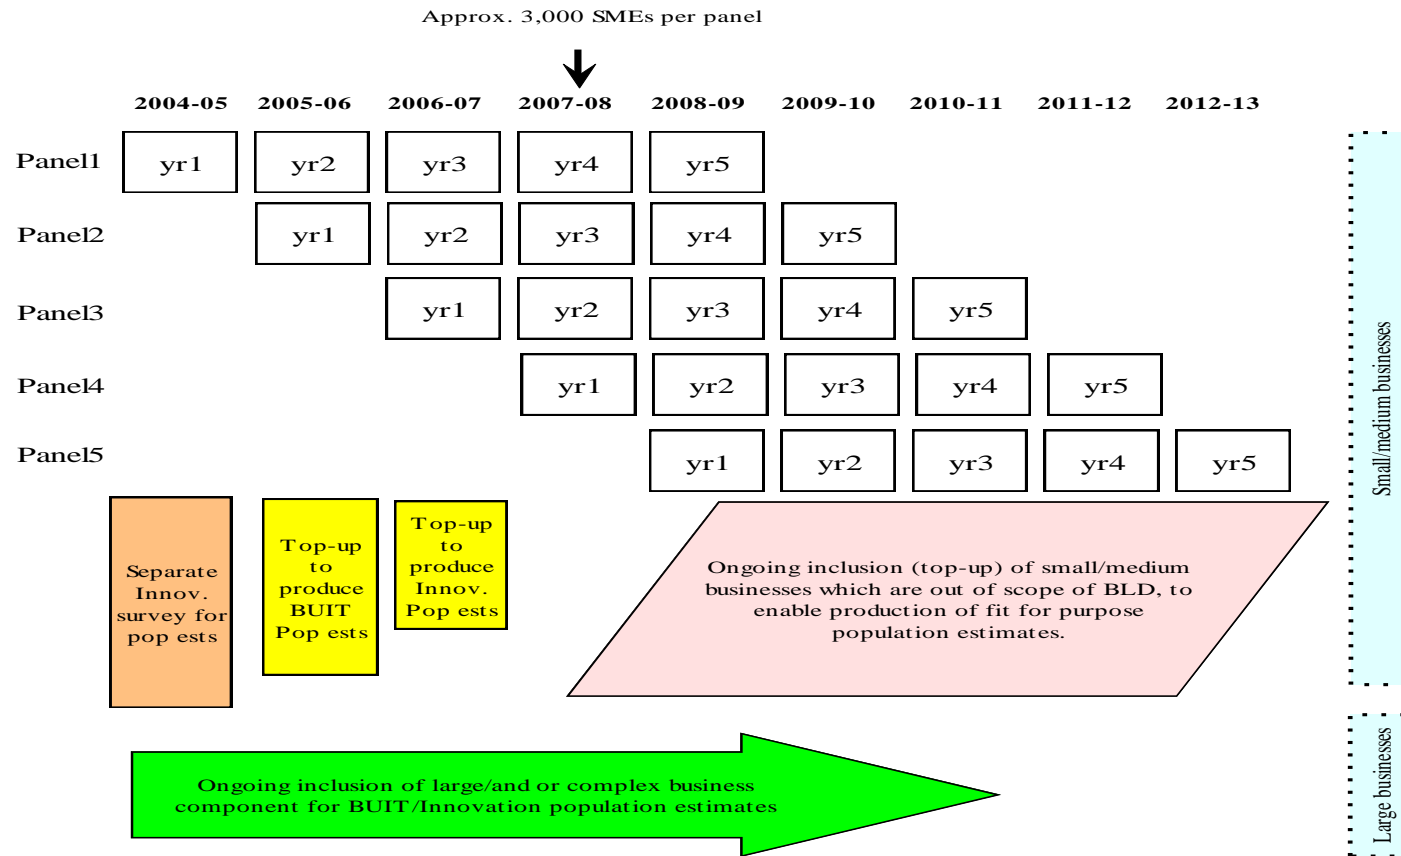 Approx. 3,000 SMEs per panel
2004-05 2005-06 2006-07 2007-08 2008-09 2009-10 2010-11 2011-12 2012-13
Panel1 yr1 yr2 yr3 yr4 yr5
Panel2 yr1 yr2 yr3 yr4 yr5
Panel3 yr1 yr2 yr3 yr4 yr5
Panel4 yr1 yr2 yr3 yr4 yr5
Panel5 yr1 yr2 yr3 yr4 yr5
Separate
Innov.
survey for
pop ests
Top-up
to
produce
BUIT
Pop ests
Top-up
to
produce
Innov.
Pop ests
Ongoing inclusion (top-up) of small/medium
businesses which are out of scope of BLD, to
enable production of fit for purpose
population estimates.
Small/medium businesses
Ongoing inclusion of large/and or complex business
component for BUIT/Innovation population estimates
Large businesses